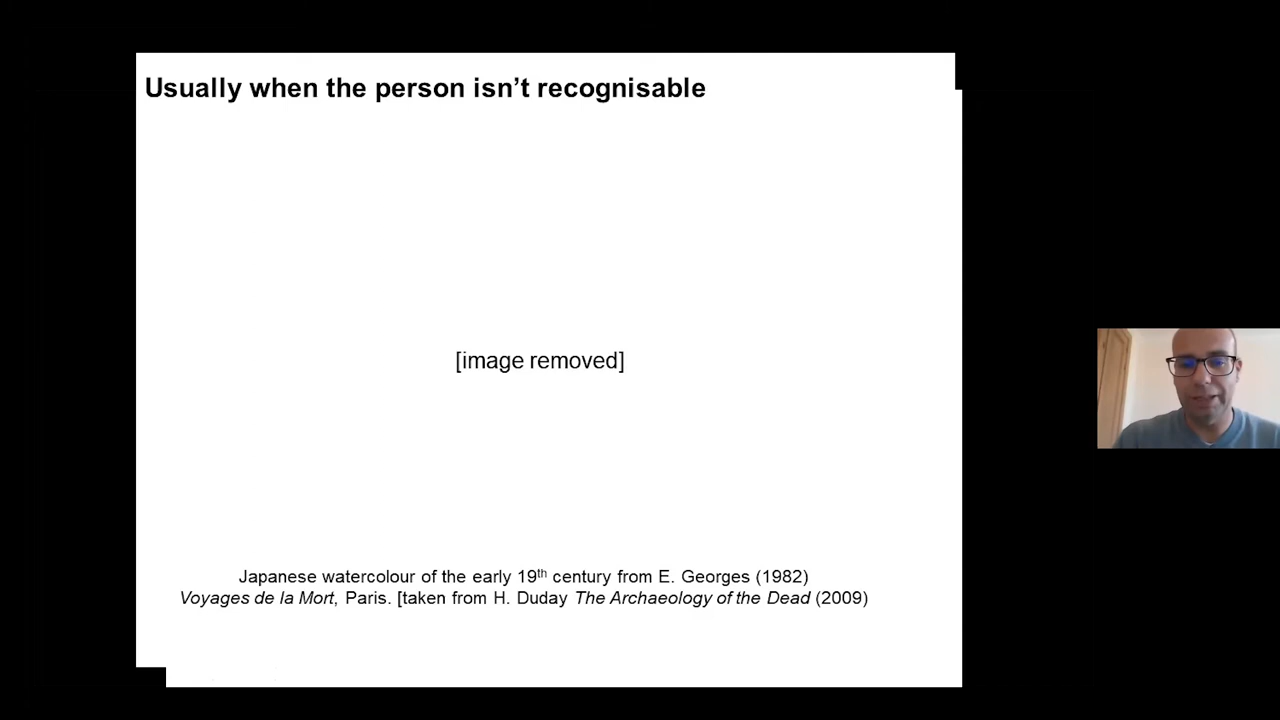 Usually when the person isn’t recognisable
[image removed]
Japanese watercolour of the early 19th century from E. Georges (1982)
Voyages de la Mort, Paris. [taken from H. Duday The Archaeology of the Dead (2009)